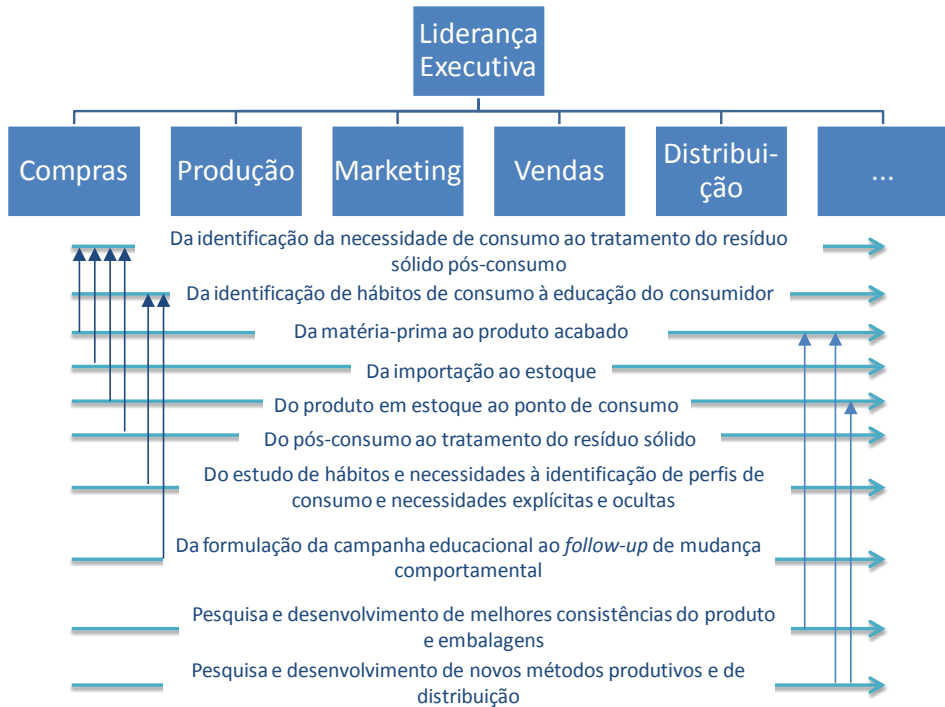 Liderança
Executiva
Compras
Produção
Marketing
Vendas
Distribui-
ção
...
Da identificação da necessidade de consumo ao tratamento do resíduo
sólido pós-consumo
Da identificação de hábitos de consumo à educação do consumidor
Da matéria-prima ao produto acabado
Da importação ao estoque
Do produto em estoque ao ponto de consumo
Do pós-consumo ao tratamento do resíduo sólido
Do estudo de hábitos e necessidades à identificação de perfis de
consumo e necessidades explícitas e ocultas
Da formulação da campanha educacional ao follow-up de mudança
comportamental
Pesquisa e desenvolvimento de melhores consistências do produto
e embalagens
Pesquisa e desenvolvimento de novos métodos produtivos e de
distribuição